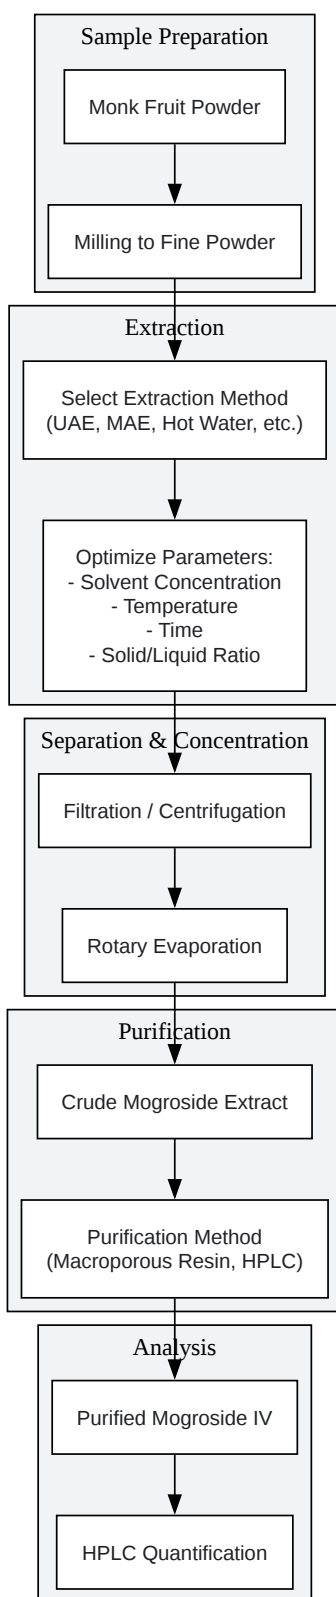 Sample Preparation
Monk Fruit Powder
Milling to Fine Powder
Extraction
Select Extraction Method
(UAE, MAE, Hot Water, etc.)
Optimize Parameters:
- Solvent Concentration
- Temperature
- Time
- Solid/Liquid Ratio
Separation & Concentration
Filtration / Centrifugation
Rotary Evaporation
Purification
Crude Mogroside Extract
Purification Method
(Macroporous Resin, HPLC)
Analysis
Purified Mogroside IV
HPLC Quantification